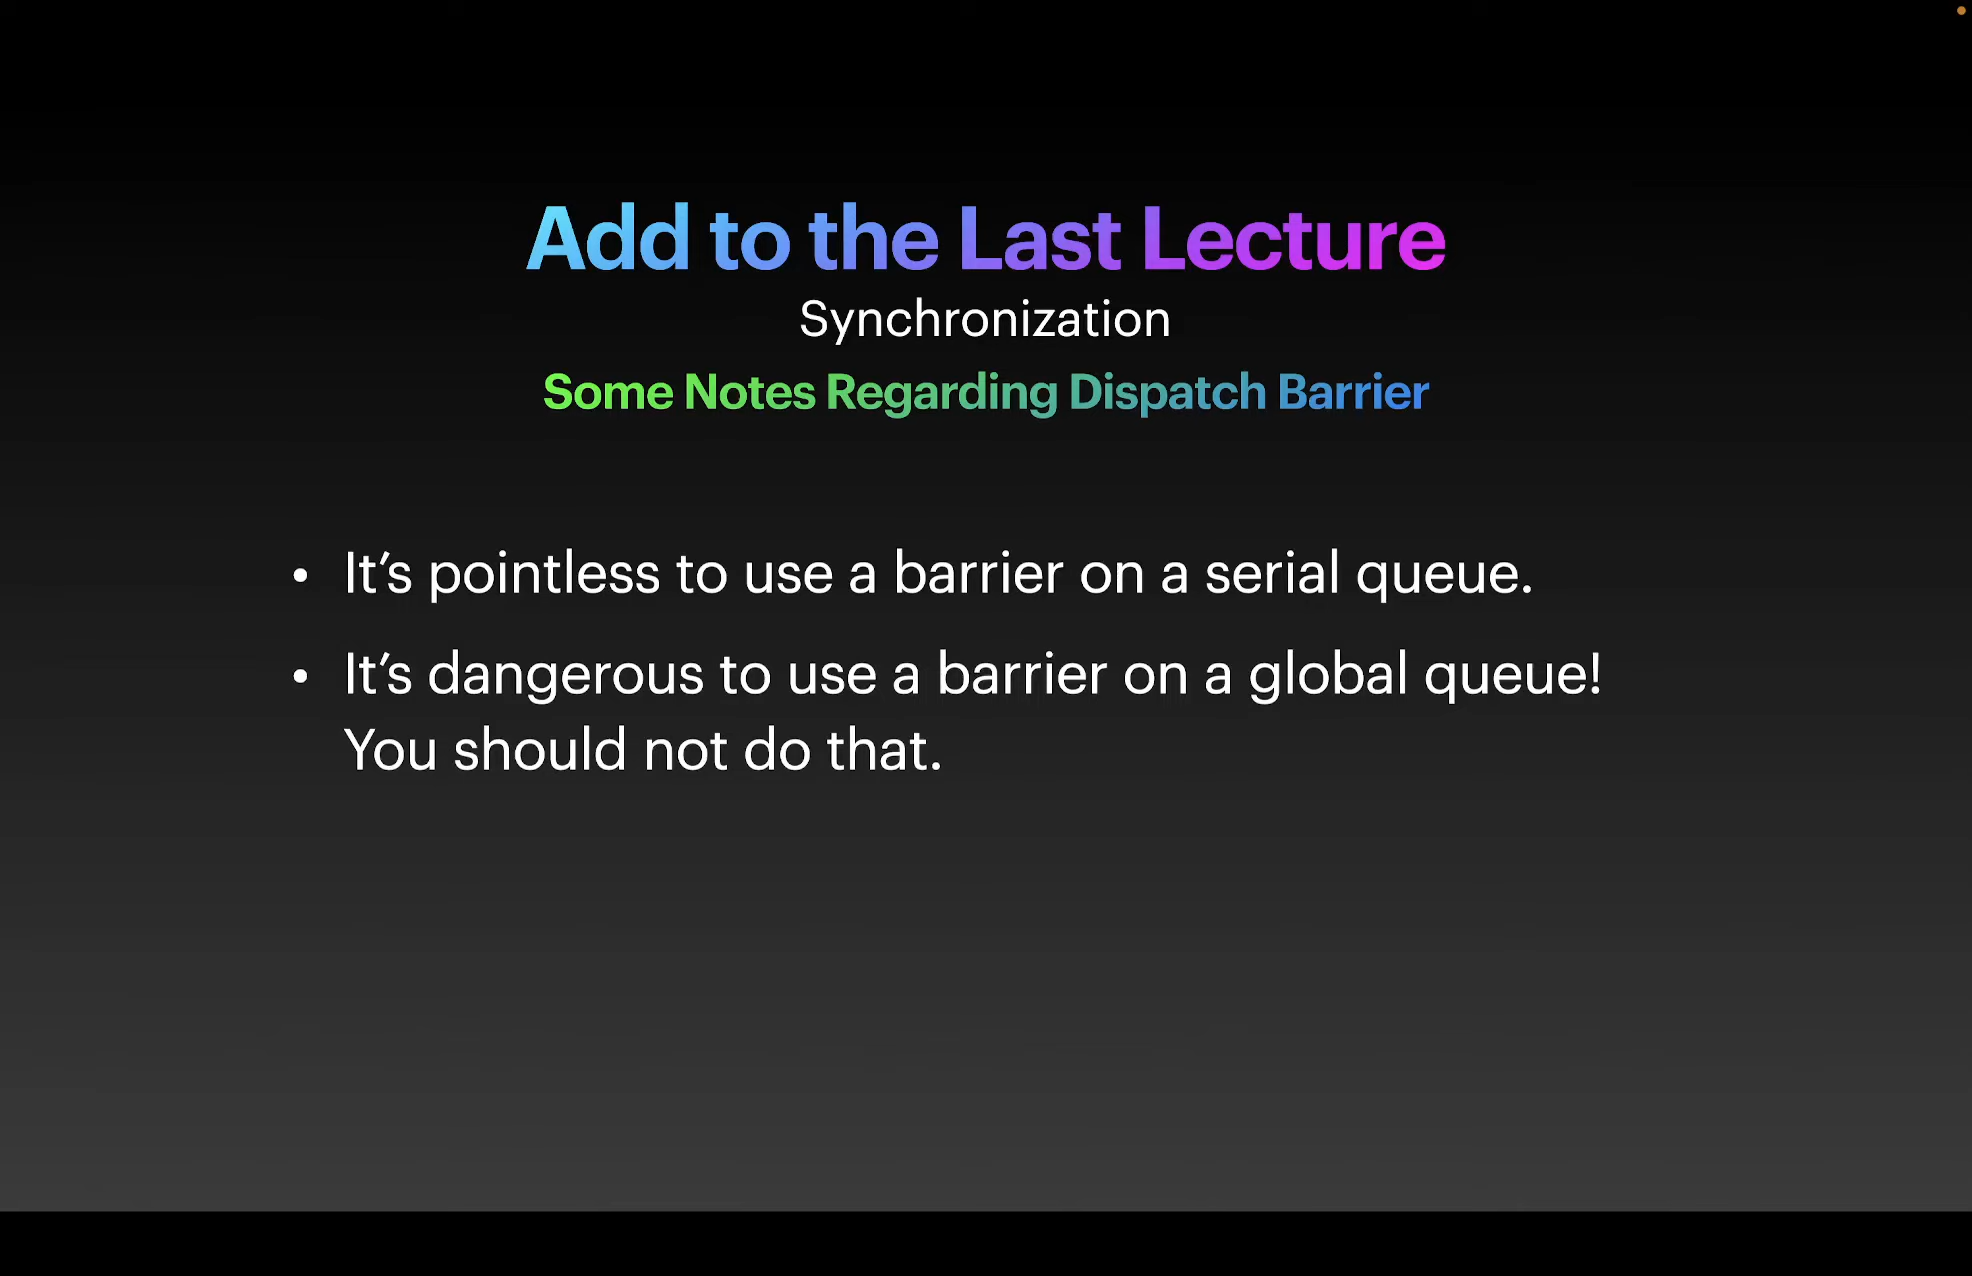 Add to the Last Lecture
Synchronization
Some Notes Regarding Dispatch Barrier
• It’s pointless to use a barrier on a serial queue.
• It’s dangerous to use a barrier on a global queue!
You should not do that.